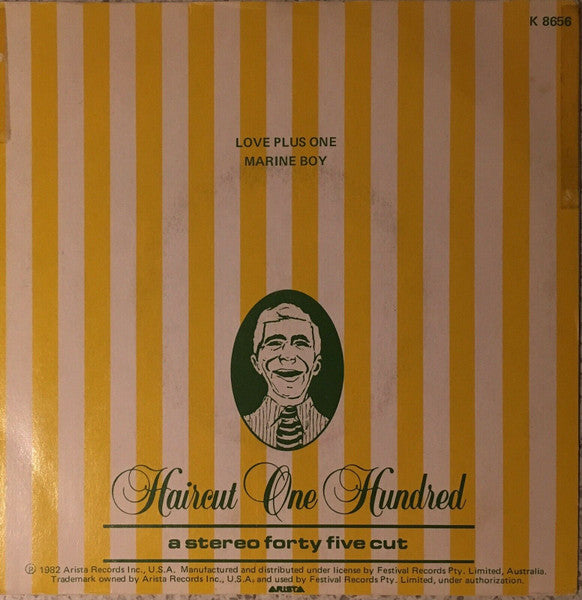 K 8656
LOVE PLUS ONE
MARINE BOY
Haircut One Hundred
a stereo forty five cut
Ⓟ 1982 Arista Records Inc., U.S.A. Manufactured and distributed under license by Festival Records Pty. Limited, Australia.
Trademark owned by Arista Records Inc., U.S.A. and used by Festival Records Pty. Limited, under authorization.
ARISTA